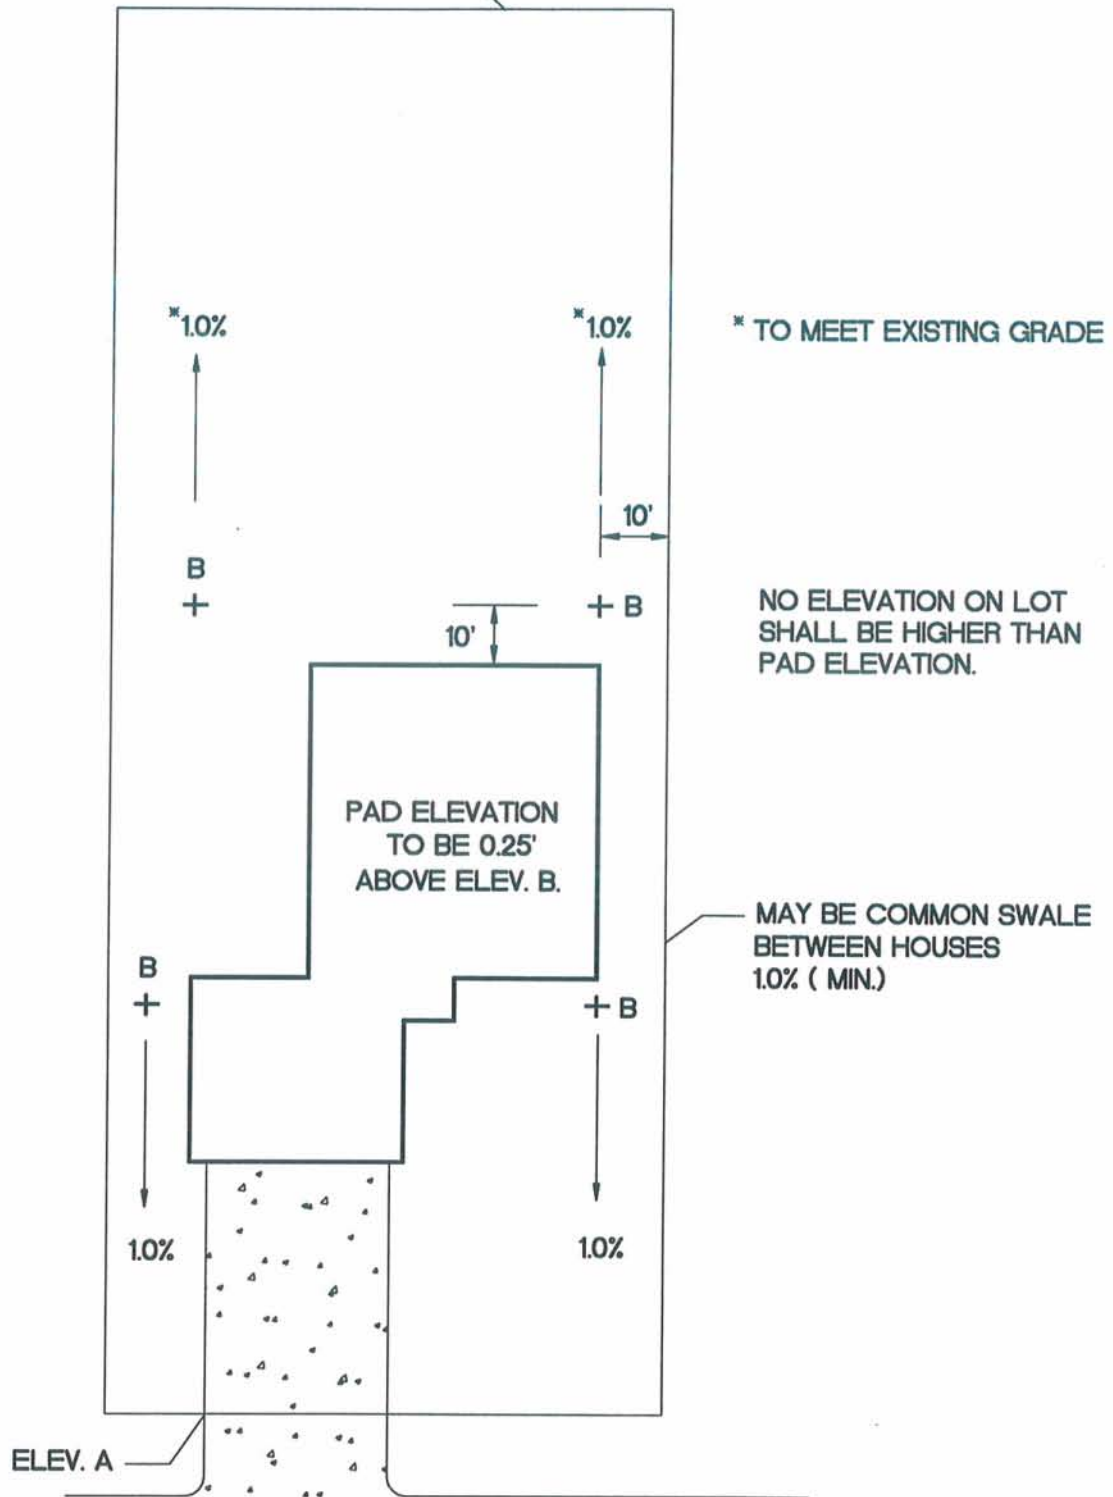 *1.0%
*1.0%
* TO MEET EXISTING GRADE
10'
B
B
10'
NO ELEVATION ON LOT
SHALL BE HIGHER THAN
PAD ELEVATION.
PAD ELEVATION
TO BE 0.25'
ABOVE ELEV. B.
MAY BE COMMON SWALE
BETWEEN HOUSES
1.0% ( MIN.)
B
B
1.0%
1.0%
ELEV. A